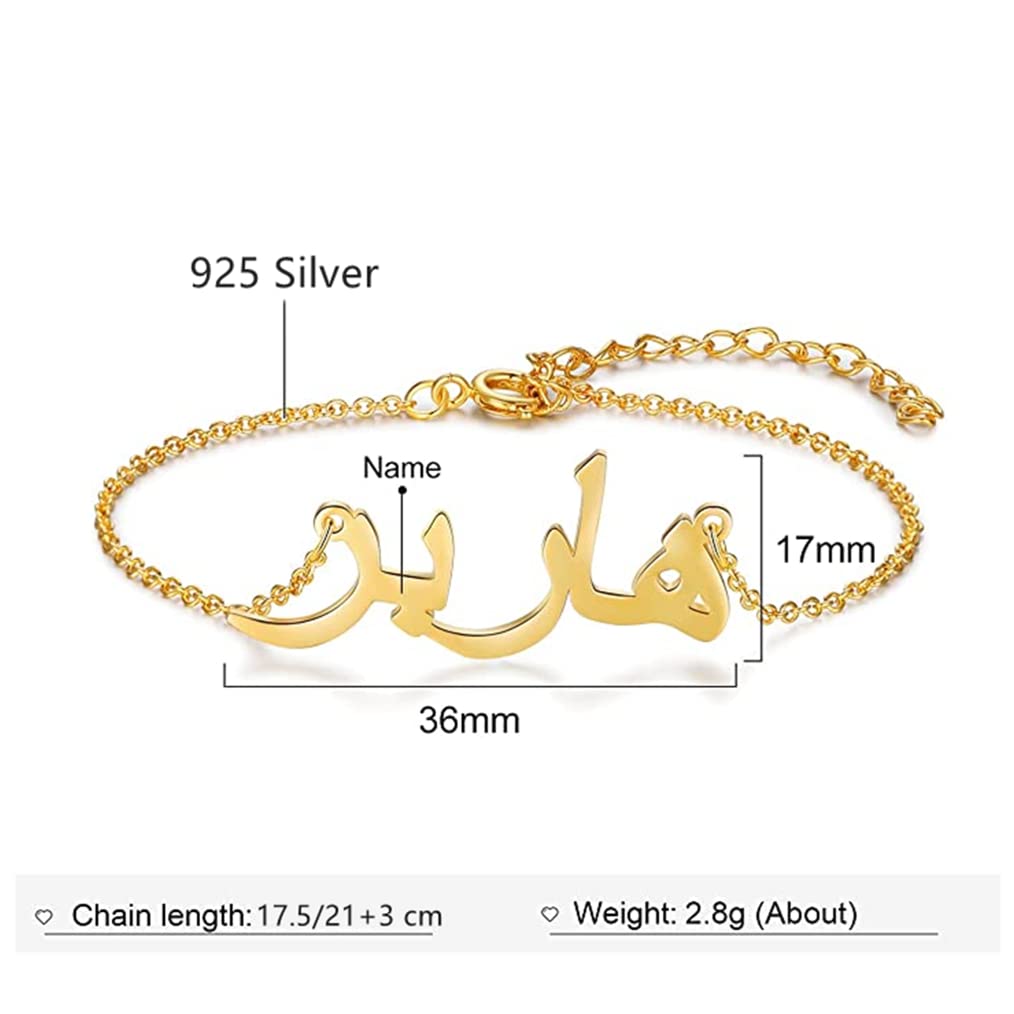 925 Silver
Name
هاربر
17mm
36mm
Chain length: 17.5/21+3 cm
Weight: 2.8g (About)